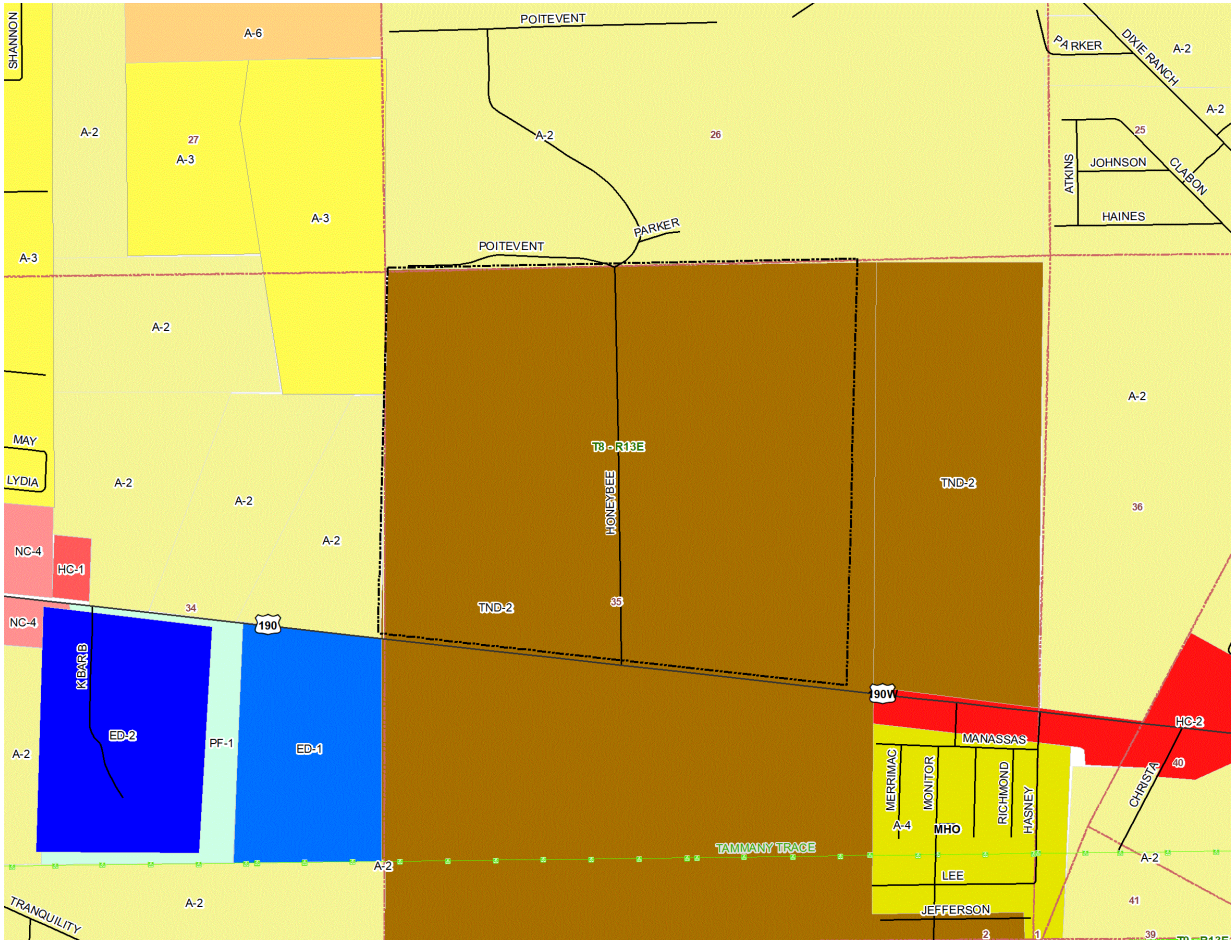 SHANNON
A-6
POITEVENT
PARKER
DIXIE RANCH
A-2
A-2
A-2
27
A-3
A-2
26
25
ATKINS
JOHNSON
CLABON
HAINES
A-3
PARKER
POITEVENT
A-3
A-2
A-2
MAY
LYDIA
A-2
A-2
A-2
T8 - R13E
HONEYBEE
TND-2
36
NC-4
HC-1
TND-2
35
34
NC-4
190
K BAR B
190W
HC-2
ED-2
PF-1
ED-1
A-2
MANASSAS
MERRIMAC
MONITOR
RICHMOND
HASNEY
CHRISTA
40
A-4
MHO
TAMMANY TRACE
A-2
A-2
LEE
A-2
41
JEFFERSON
TRANQUILITY
2
1
39
T9 - R13E